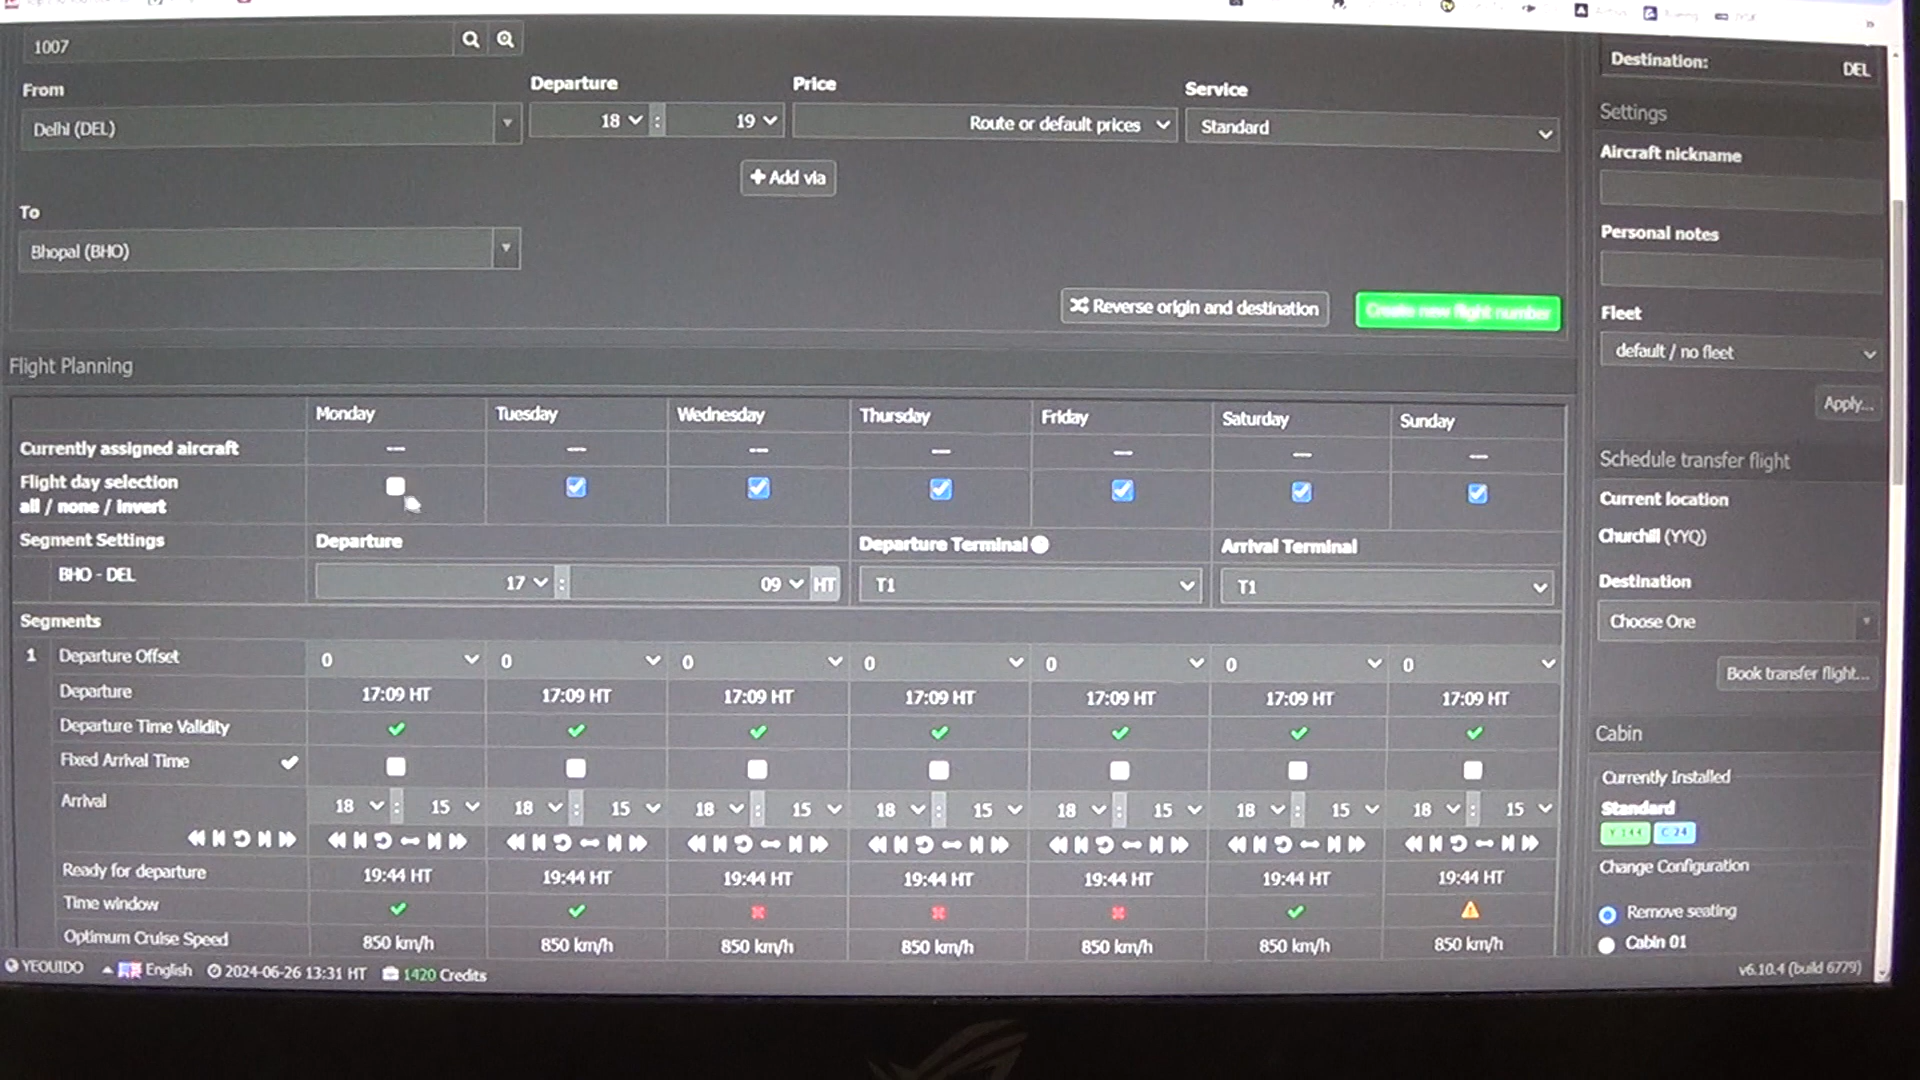 1007
From
Delhi (DEL)
Departure
18 : 19
Price
Route or default prices
Service
Standard
Add via
To
Bhopal (BHO)
Reverse origin and destination
Create new flight number
Flight Planning
Monday Tuesday Wednesday Thursday Friday Saturday Sunday
Currently assigned aircraft — — — — — — —
Flight day selection
all / none / invert
Segment Settings Departure Departure Terminal Arrival Terminal
BHO - DEL 17 : 09 HT T1 T1
Segments
1 Departure Offset 0 0 0 0 0 0 0
Departure 17:09 HT 17:09 HT 17:09 HT 17:09 HT 17:09 HT 17:09 HT 17:09 HT
Departure Time Validity
Fixed Arrival Time
Arrival 18 : 15 18 : 15 18 : 15 18 : 15 18 : 15 18 : 15 18 : 15
Ready for departure 19:44 HT 19:44 HT 19:44 HT 19:44 HT 19:44 HT 19:44 HT 19:44 HT
Time window
Optimum Cruise Speed 850 km/h 850 km/h 850 km/h 850 km/h 850 km/h 850 km/h 850 km/h
Destination: DEL
Settings
Aircraft nickname
Personal notes
Fleet
default / no fleet
Apply...
Schedule transfer flight
Current location
Churchill (YYQ)
Destination
Choose One
Book transfer flight...
Cabin
Currently Installed
Standard
Y 144 C 24
Change Configuration
Remove seating
Cabin 01
YEOUIDO English 2024-06-26 13:31 HT 1420 Credits
v6.10.4 (build 6779)